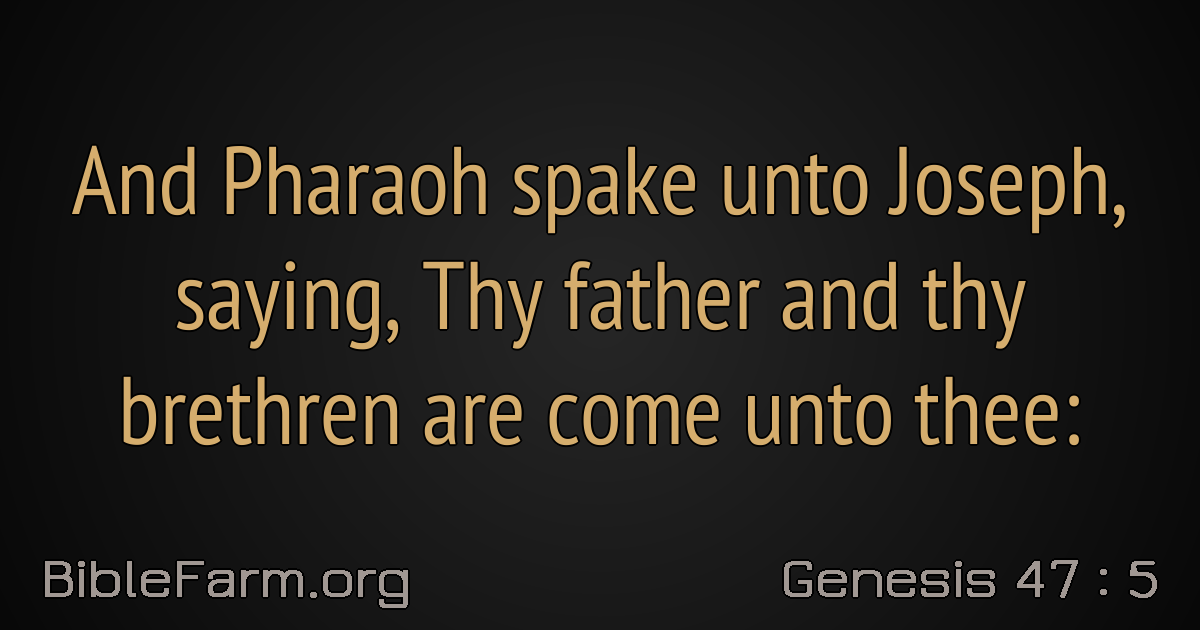 And Pharaoh spake unto Joseph,
saying, Thy father and thy
brethren are come unto thee:
BibleFarm.org
Genesis 47 : 5